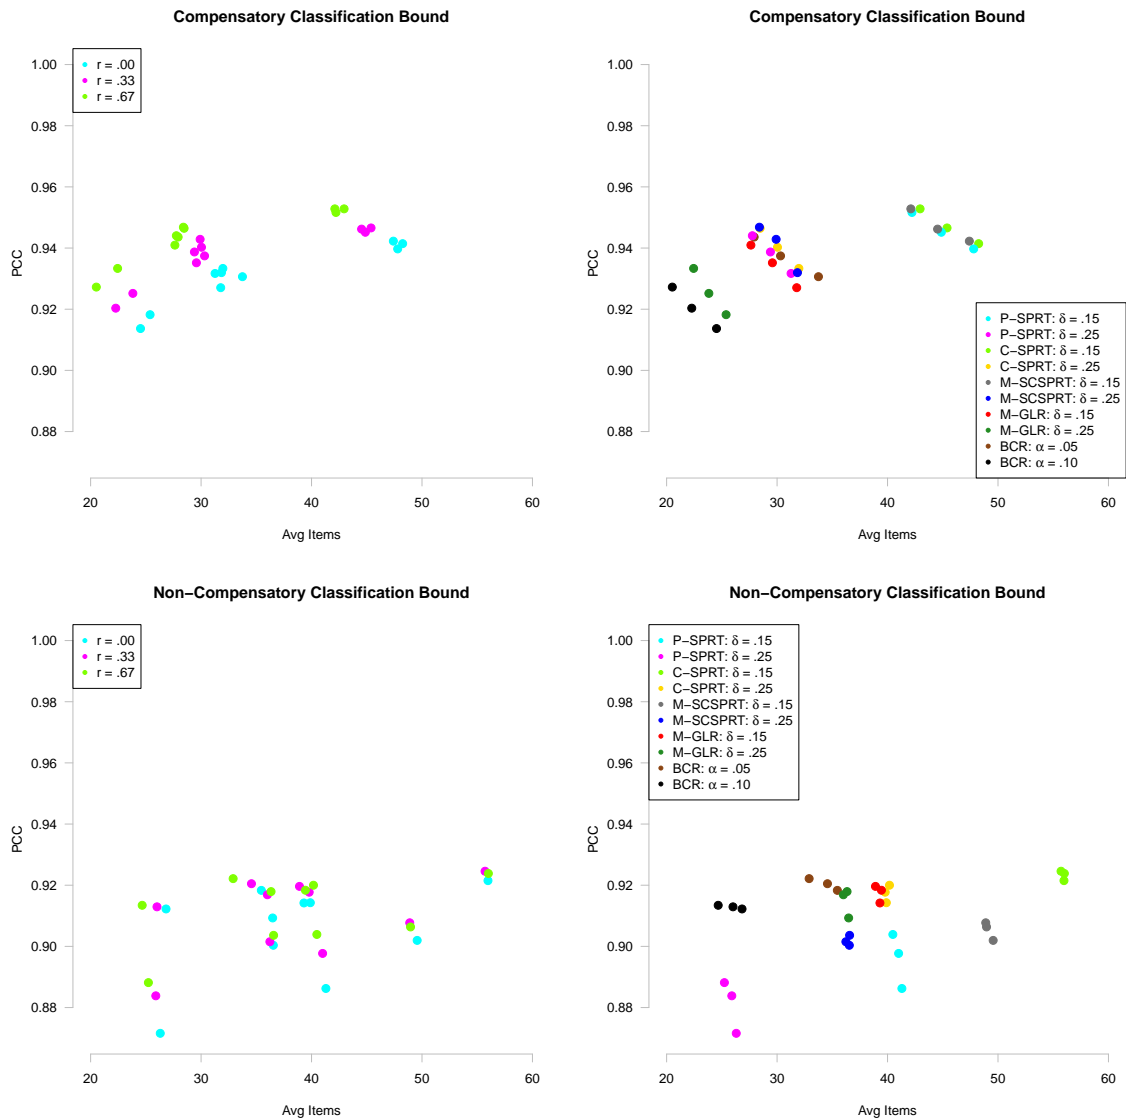 Compensatory Classification Bound
r = .00
r = .33
r = .67
1.00
0.98
0.96
0.94
0.92
0.90
0.88
PCC
20 30 40 50 60
Avg Items
Compensatory Classification Bound
1.00
0.98
0.96
0.94
0.92
0.90
0.88
PCC
P−SPRT: δ = .15
P−SPRT: δ = .25
C−SPRT: δ = .15
C−SPRT: δ = .25
M−SCSPRT: δ = .15
M−SCSPRT: δ = .25
M−GLR: δ = .15
M−GLR: δ = .25
BCR: α = .05
BCR: α = .10
20 30 40 50 60
Avg Items
Non−Compensatory Classification Bound
r = .00
r = .33
r = .67
1.00
0.98
0.96
0.94
0.92
0.90
0.88
PCC
20 30 40 50 60
Avg Items
Non−Compensatory Classification Bound
P−SPRT: δ = .15
P−SPRT: δ = .25
C−SPRT: δ = .15
C−SPRT: δ = .25
M−SCSPRT: δ = .15
M−SCSPRT: δ = .25
M−GLR: δ = .15
M−GLR: δ = .25
BCR: α = .05
BCR: α = .10
1.00
0.98
0.96
0.94
0.92
0.90
0.88
PCC
20 30 40 50 60
Avg Items